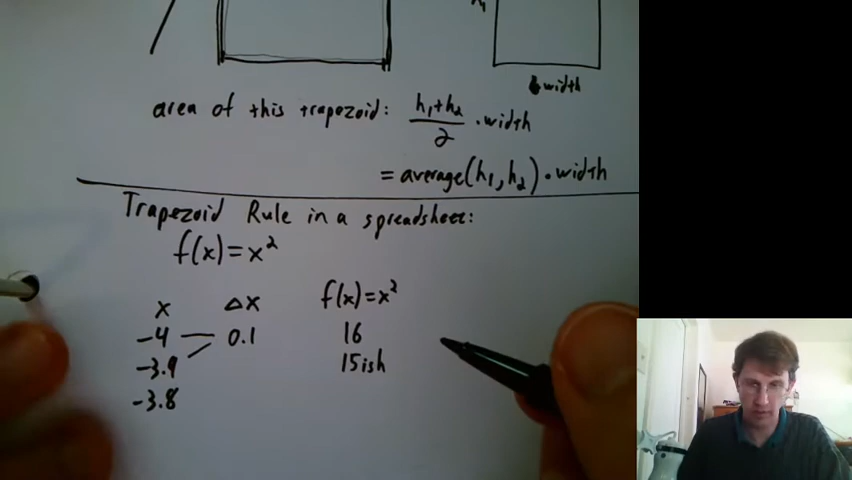 h₁
width
area of this trapezoid: (h₁+h₂)/2 · width
= average(h₁, h₂) · width
Trapezoid Rule in a spreadsheet:
f(x)=x²
x Δx f(x)=x²
-4 0.1 16
-3.9 15ish
-3.8